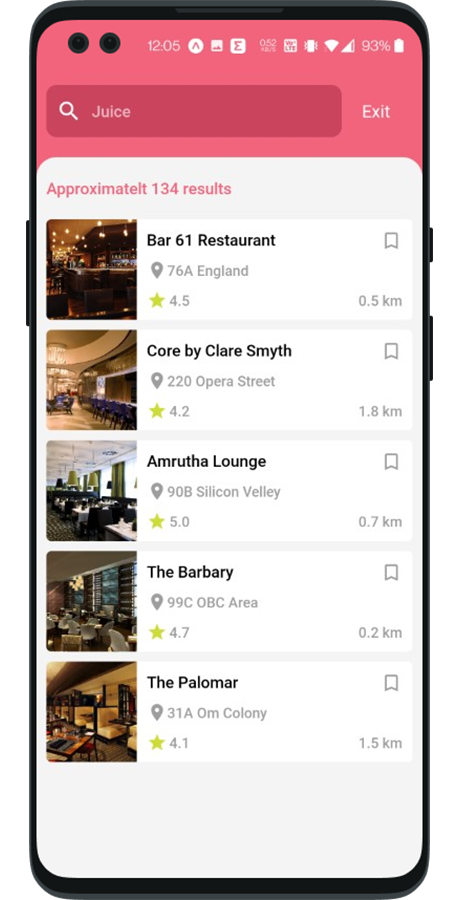 12:05 0.52 KB/S Vo LTE 93%
Juice
Exit
Approximatelt 134 results
Bar 61 Restaurant
76A England
4.5 0.5 km
Core by Clare Smyth
220 Opera Street
4.2 1.8 km
Amrutha Lounge
90B Silicon Velley
5.0 0.7 km
The Barbary
99C OBC Area
4.7 0.2 km
The Palomar
31A Om Colony
4.1 1.5 km